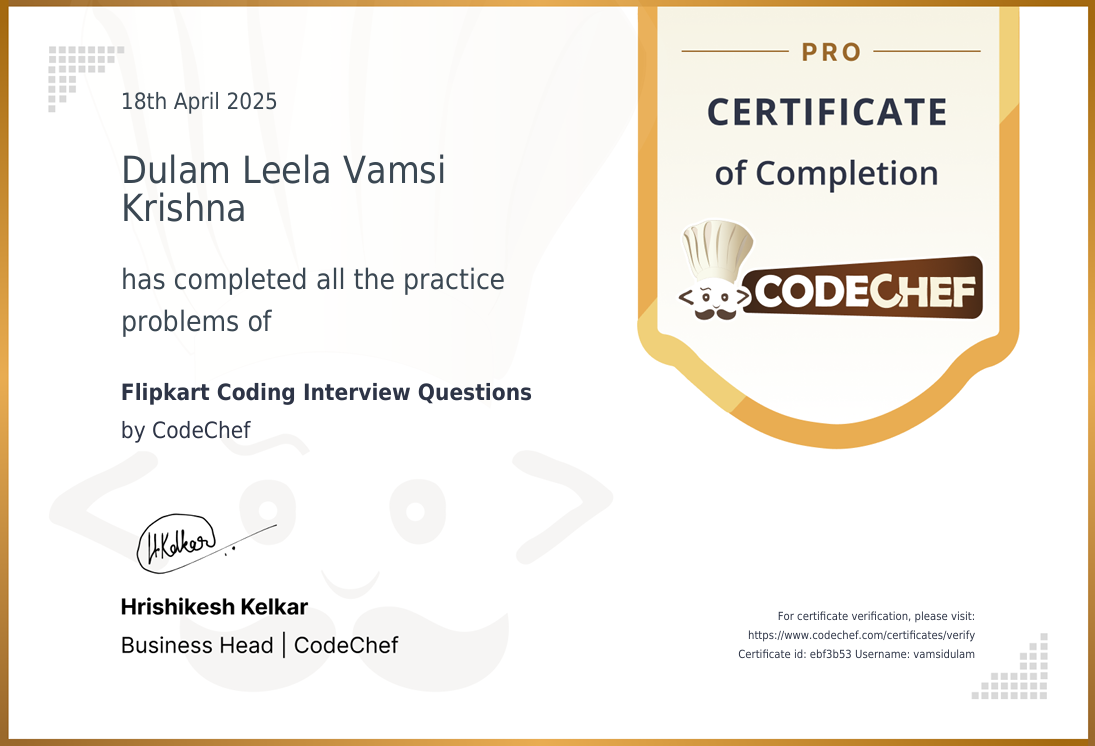 18th April 2025
Dulam Leela Vamsi
Krishna
has completed all the practice
problems of
Flipkart Coding Interview Questions
by CodeChef
H.Kelkar
Hrishikesh Kelkar
Business Head | CodeChef
PRO
CERTIFICATE
of Completion
CODECHEF
For certificate verification, please visit:
https://www.codechef.com/certificates/verify
Certificate id: ebf3b53 Username: vamsidulam